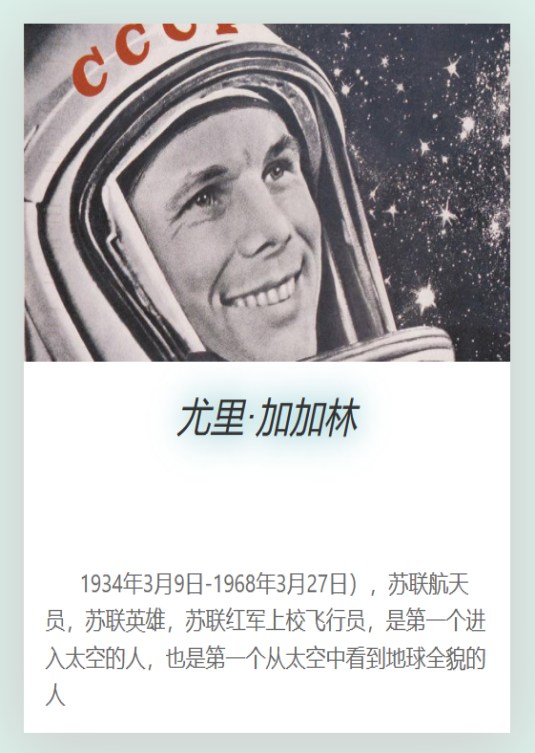 СССР
尤里·加加林
1934年3月9日-1968年3月27日），苏联航天
员，苏联英雄，苏联红军上校飞行员，是第一个进
入太空的人，也是第一个从太空中看到地球全貌的
人